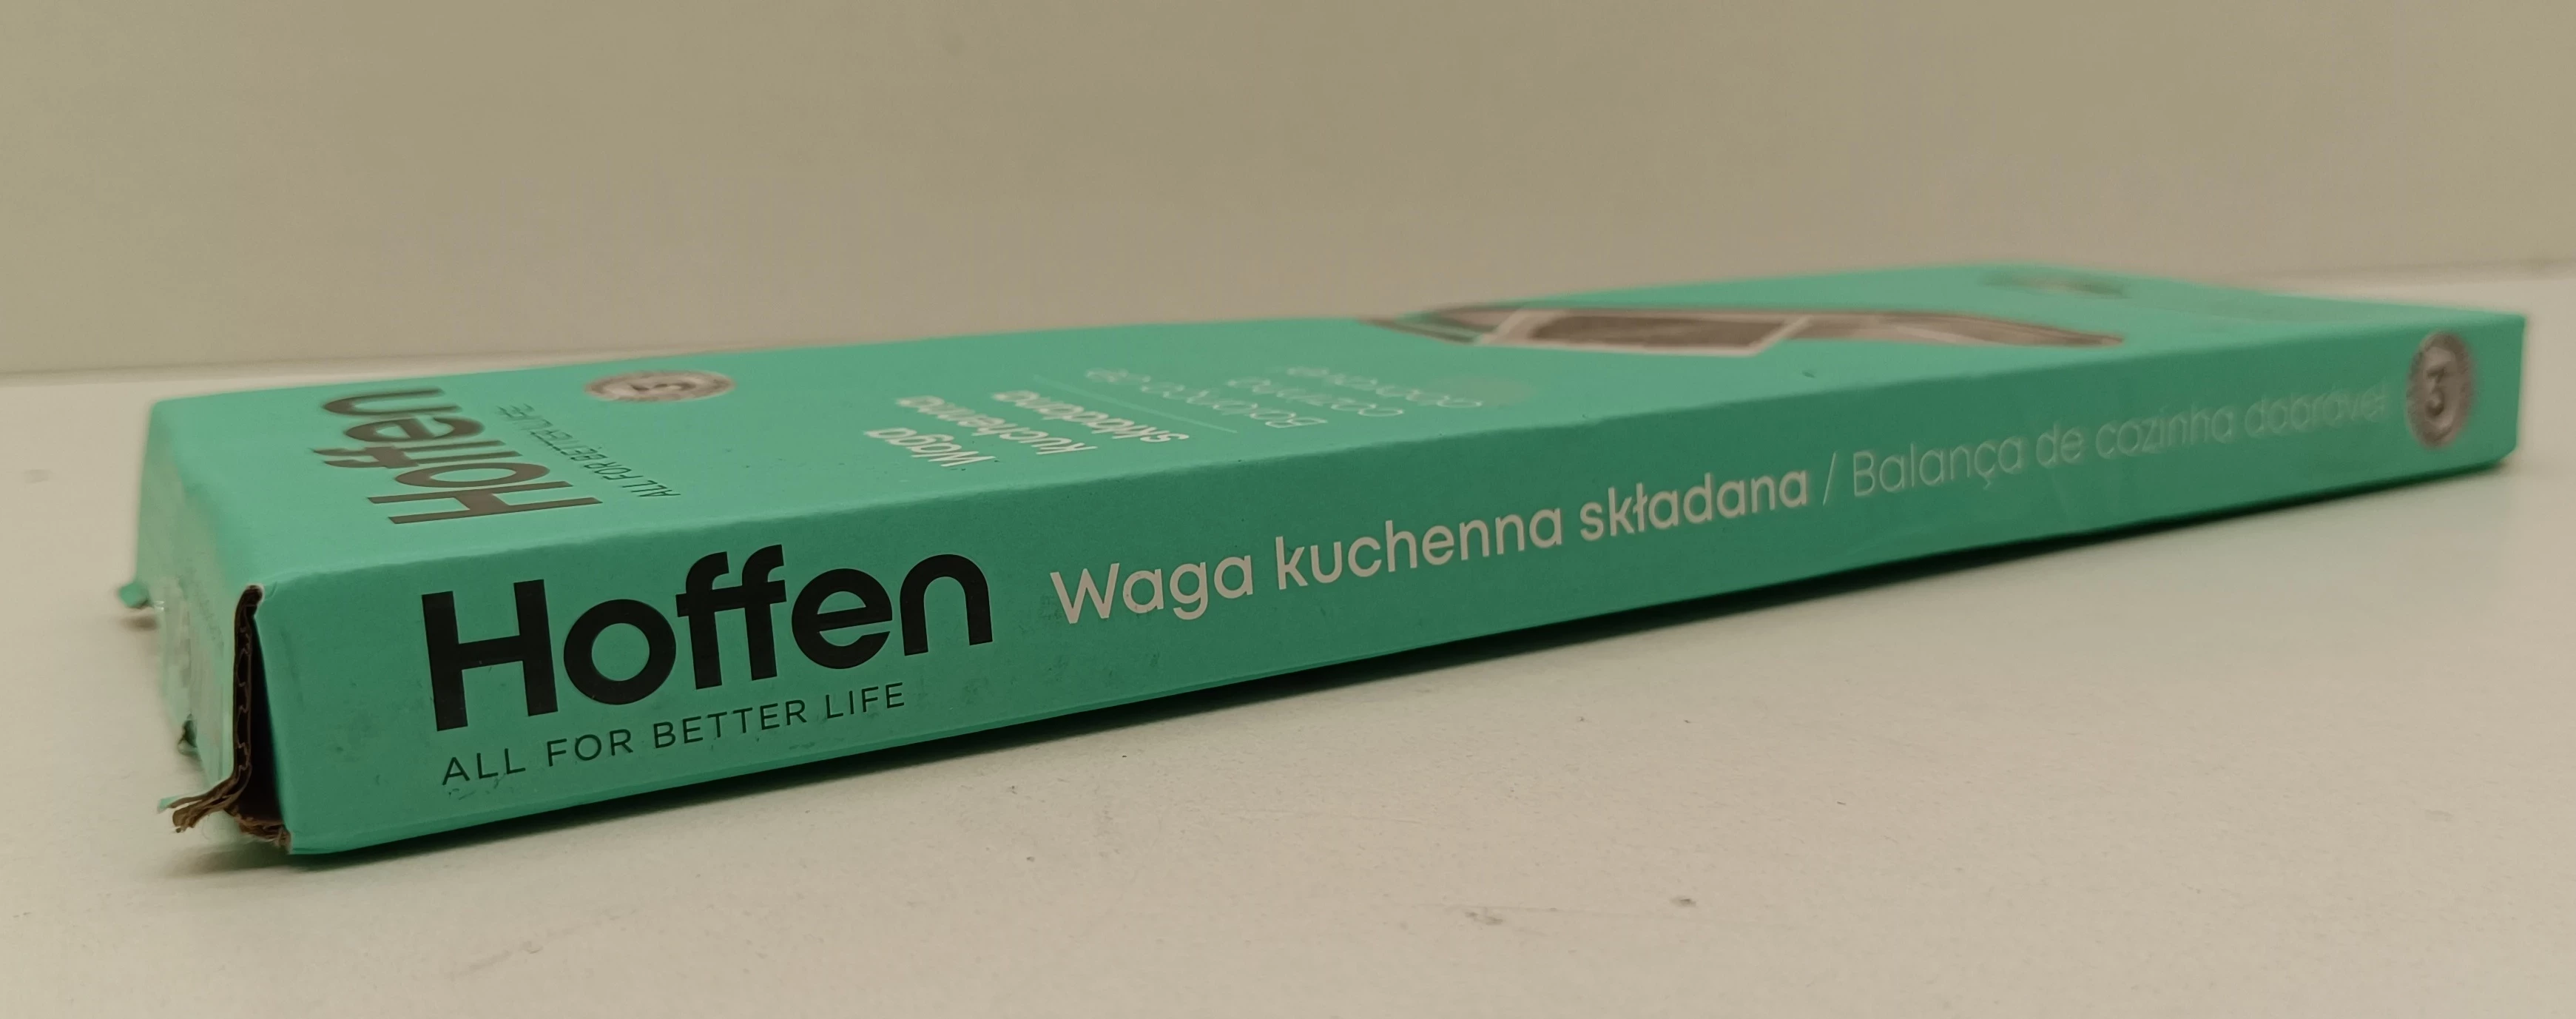 Hoffen
ALL FOR BETTER LIFE
Waga
kuchenna
składana
Balança de
cozinha
dobrável
Hoffen
ALL FOR BETTER LIFE
Waga kuchenna składana / Balança de cozinha dobrável
3